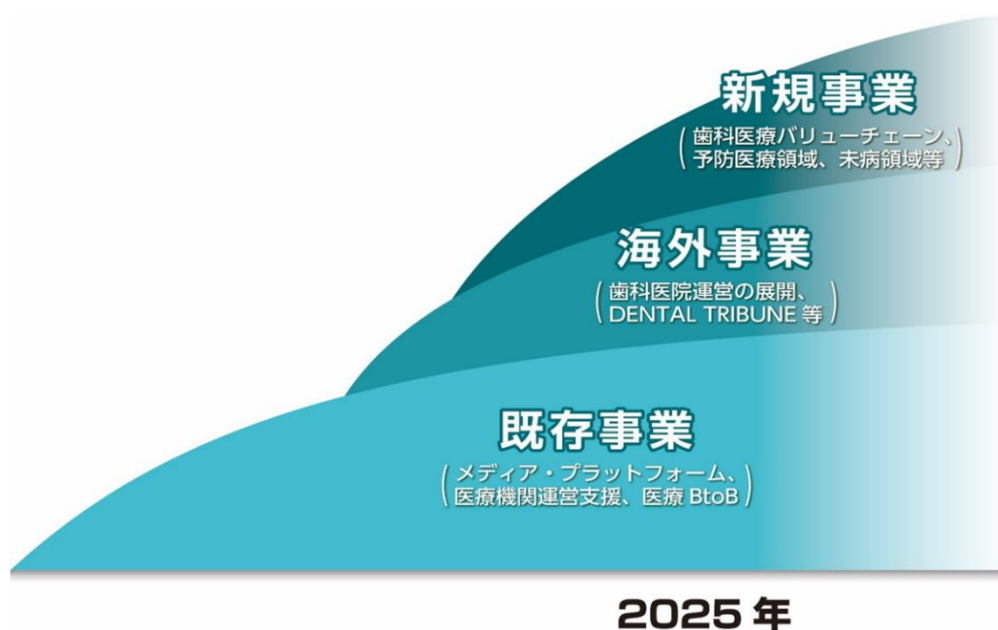 新規事業
(歯科医療バリューチェーン、
予防医療領域、未病領域等)
海外事業
(歯科医院運営の展開、
DENTAL TRIBUNE 等)
既存事業
(メディア・プラットフォーム、
医療機関運営支援、医療 BtoB)
2025 年